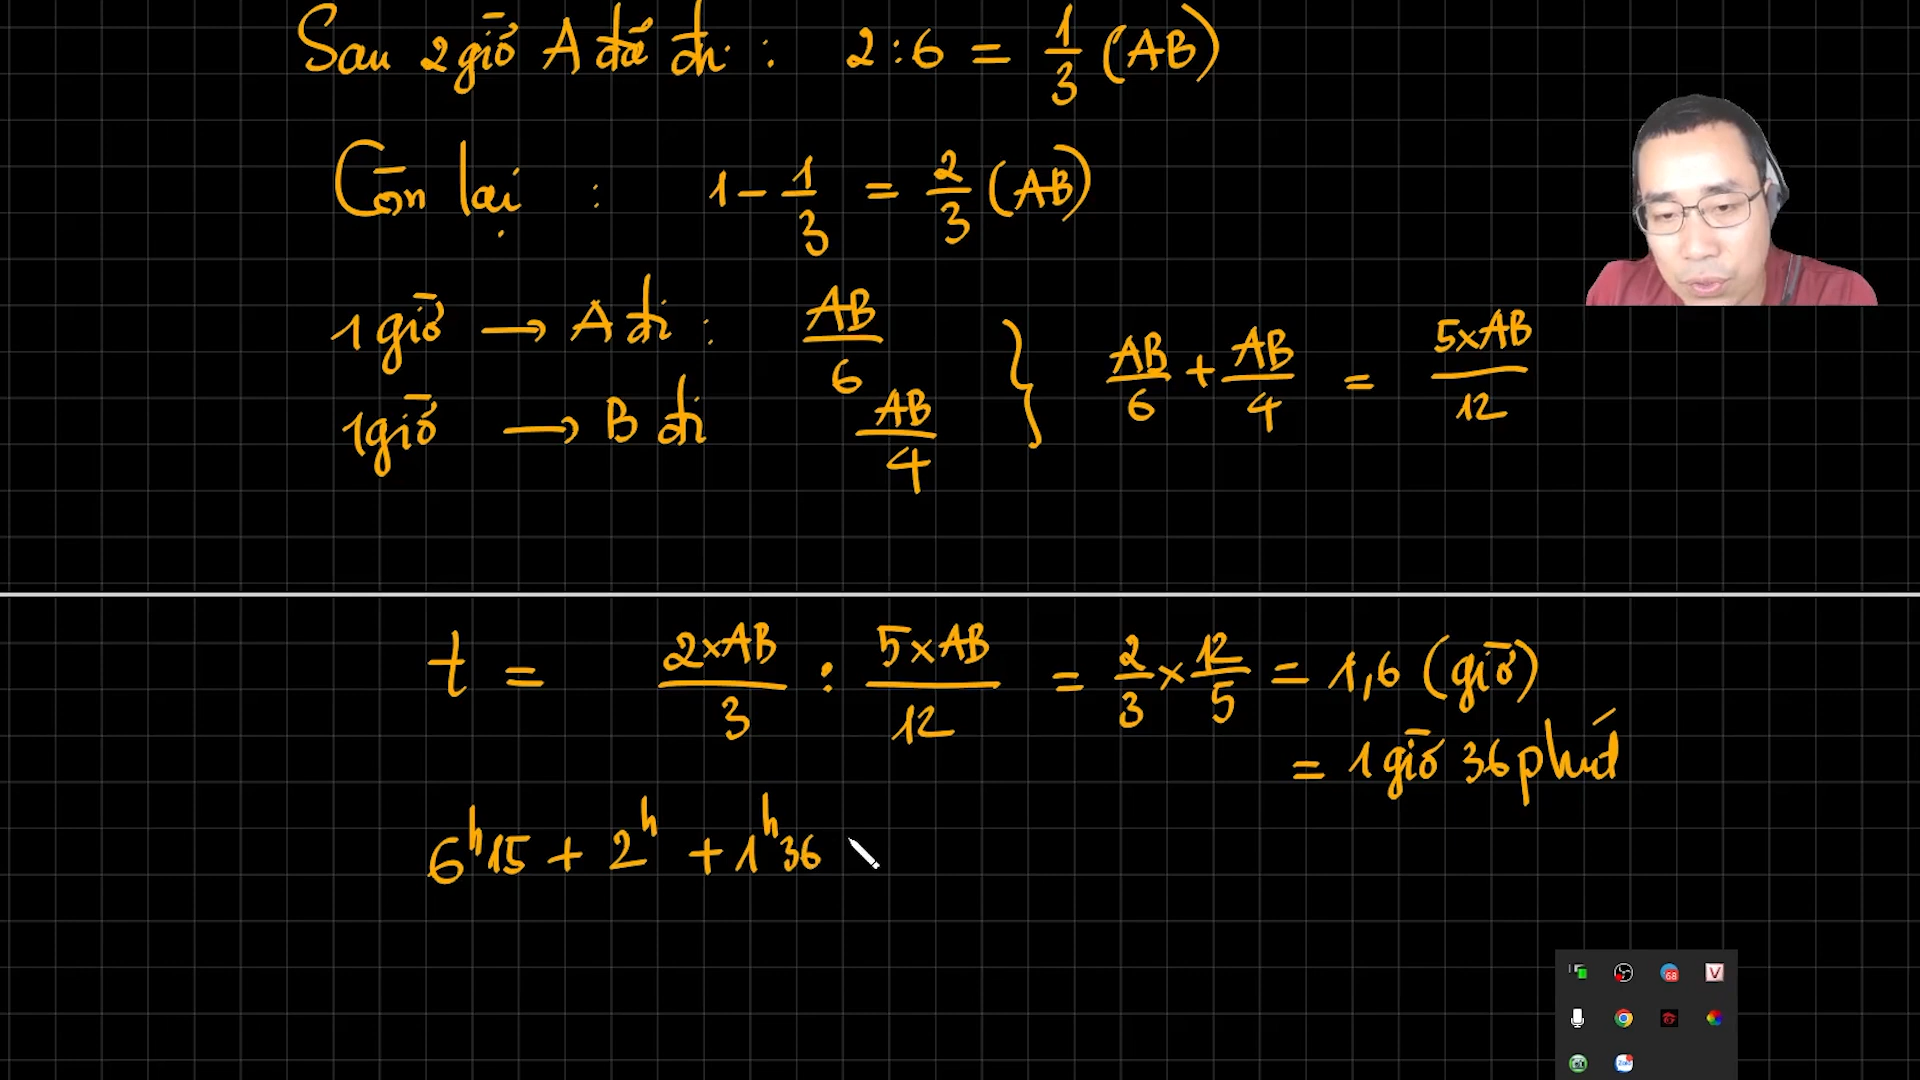 Sau 2 giờ A đã đi : 2 : 6 = 1/3 (AB)
Còn lại : 1 - 1/3 = 2/3 (AB)
1 giờ → A đi : AB/6
1 giờ → B đi AB/4 } AB/6 + AB/4 = 5×AB/12
t = 2×AB/3 : 5×AB/12 = 2/3 × 12/5 = 1,6 (giờ)
= 1 giờ 36 phút
6h15 + 2h + 1h36
68
V
Zalo